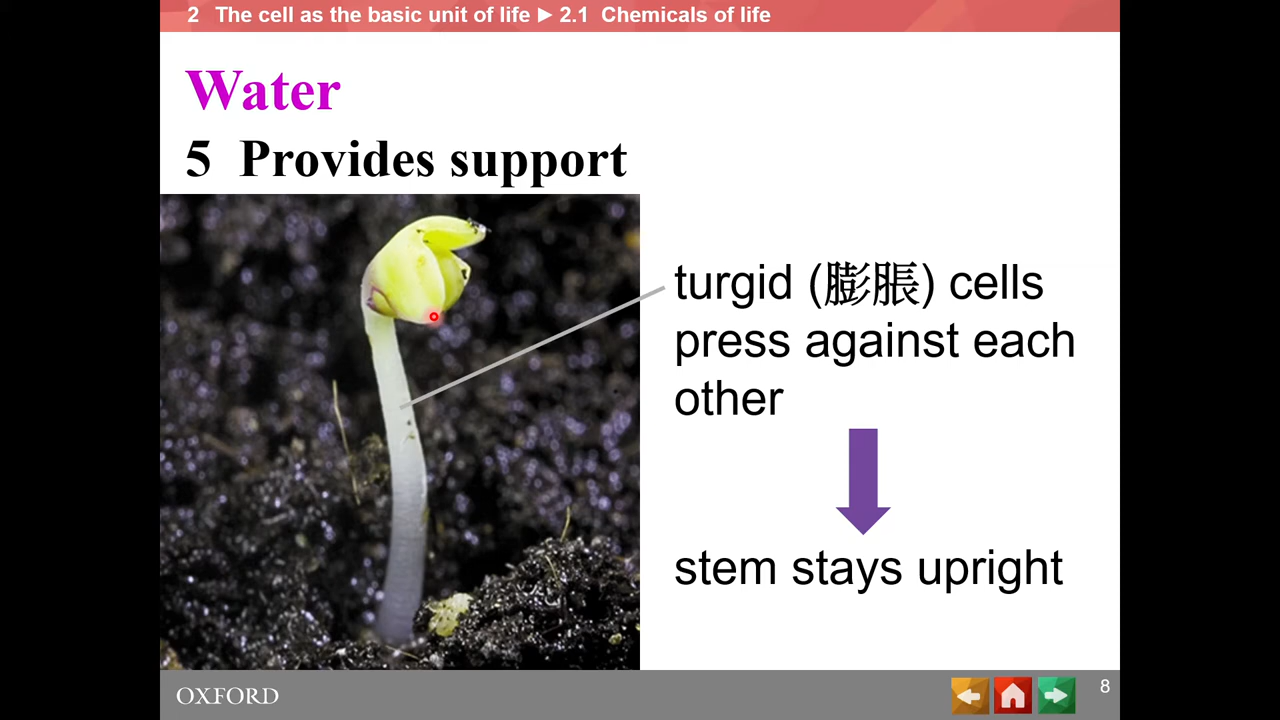 2 The cell as the basic unit of life ► 2.1 Chemicals of life
Water
5 Provides support
turgid (膨脹) cells
press against each
other
stem stays upright
OXFORD
8